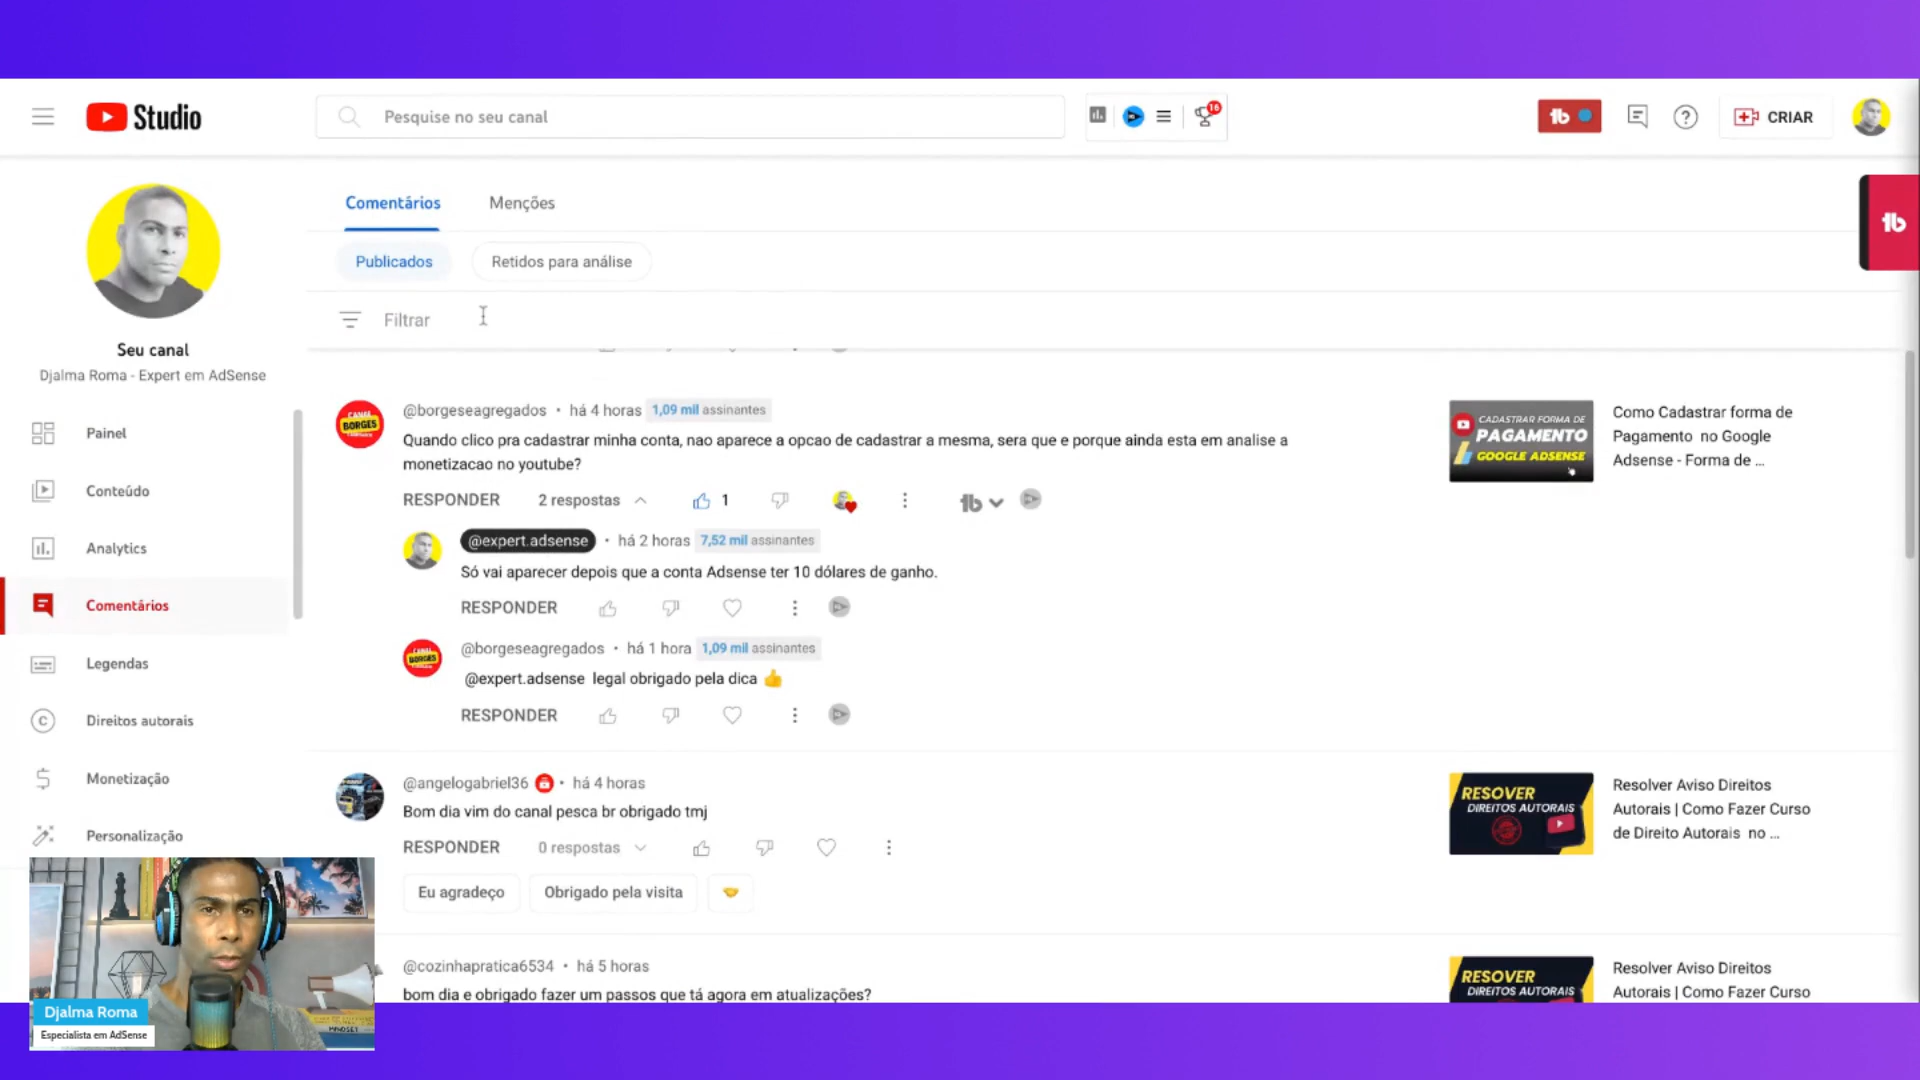 Studio
Pesquise no seu canal
16
CRIAR
Seu canal
Djalma Roma - Expert em AdSense
Painel
Conteúdo
Analytics
Comentários
Legendas
Direitos autorais
Monetização
Personalização
Comentários
Menções
Publicados
Retidos para análise
Filtrar
CANAL
BORGES
@borgeseagregados • há 4 horas 1,09 mil assinantes
Quando clico pra cadastrar minha conta, nao aparece a opcao de cadastrar a mesma, sera que e porque ainda esta em analise a
monetizacao no youtube?
RESPONDER 2 respostas 1
@expert.adsense • há 2 horas 7,52 mil assinantes
Só vai aparecer depois que a conta Adsense ter 10 dólares de ganho.
RESPONDER
CANAL
BORGES
@borgeseagregados • há 1 hora 1,09 mil assinantes
@expert.adsense legal obrigado pela dica 👍
RESPONDER
CADASTRAR FORMA DE
PAGAMENTO
GOOGLE ADSENSE
Como Cadastrar forma de
Pagamento no Google
Adsense - Forma de ...
@angelogabriel36 • há 4 horas
Bom dia vim do canal pesca br obrigado tmj
RESPONDER 0 respostas
Eu agradeço
Obrigado pela visita
RESOVER
DIREITOS AUTORAIS
Resolver Aviso Direitos
Autorais | Como Fazer Curso
de Direito Autorais no ...
@cozinhapratica6534 • há 5 horas
bom dia e obrigado fazer um passos que tá agora em atualizações?
RESOVER
DIREITOS AUTORAIS
Resolver Aviso Direitos
Autorais | Como Fazer Curso
Djalma Roma
Especialista em AdSense
MINDSET